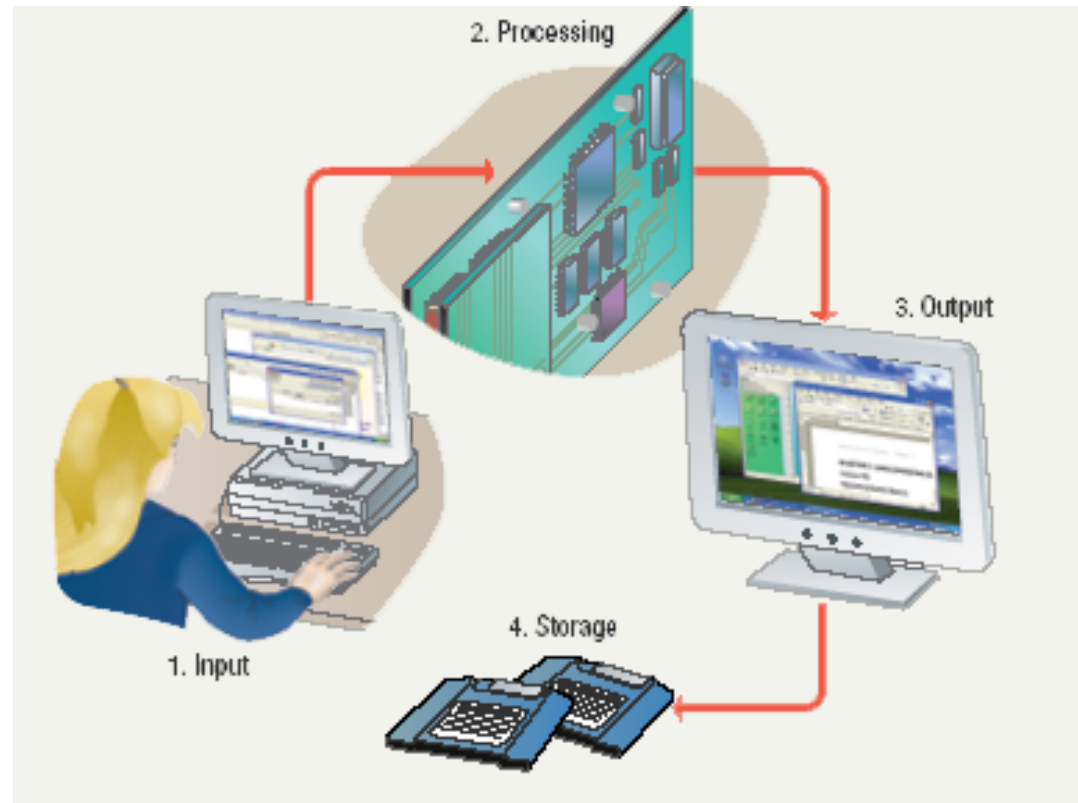 2. Processing
3. Output
4. Storage
1. Input